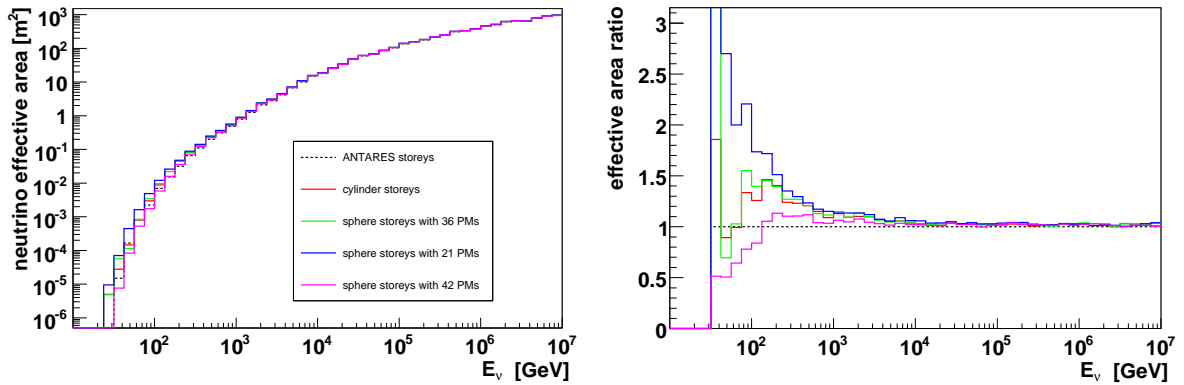 neutrino effective area [m²]
10³
10²
10
1
10⁻¹
10⁻²
10⁻³
10⁻⁴
10⁻⁵
10⁻⁶
ANTARES storeys
cylinder storeys
sphere storeys with 36 PMs
sphere storeys with 21 PMs
sphere storeys with 42 PMs
10² 10³ 10⁴ 10⁵ 10⁶ 10⁷
E_ν [GeV]
effective area ratio
3
2.5
2
1.5
1
0.5
0
10² 10³ 10⁴ 10⁵ 10⁶ 10⁷
E_ν [GeV]